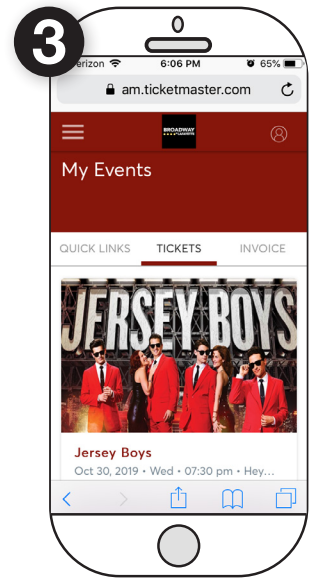 3
erizon 6:06 PM 65%
am.ticketmaster.com
BROADWAY
My Events
QUICK LINKS TICKETS INVOICE
JERSEY BOYS
Jersey Boys
Oct 30, 2019 • Wed • 07:30 pm • Hey...